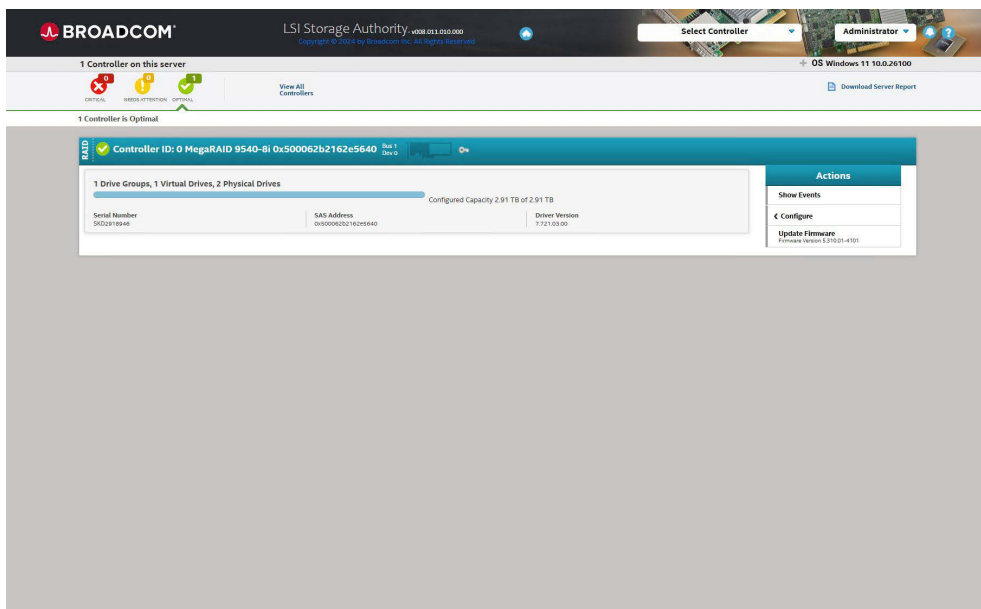 BROADCOM®
LSI Storage Authority- v008.011.010.000
Copyright © 2024 by Broadcom Inc. All Rights Reserved
Select Controller
Administrator
?
1 Controller on this server
OS Windows 11 10.0.26100
0
0
1
CRITICAL
NEEDS ATTENTION
OPTIMAL
View All
Controllers
Download Server Report
1 Controller is Optimal
RAID
Controller ID: 0 MegaRAID 9540-8i 0x500062b2162e5640
Bus 1
Dev 0
Actions
1 Drive Groups, 1 Virtual Drives, 2 Physical Drives
Configured Capacity 2.91 TB of 2.91 TB
Show Events
Serial Number
SKD2918946
SAS Address
0x500062b2162e5640
Driver Version
7.721.03.00
Configure
Update Firmware
Firmware Version 5.310.01-4101